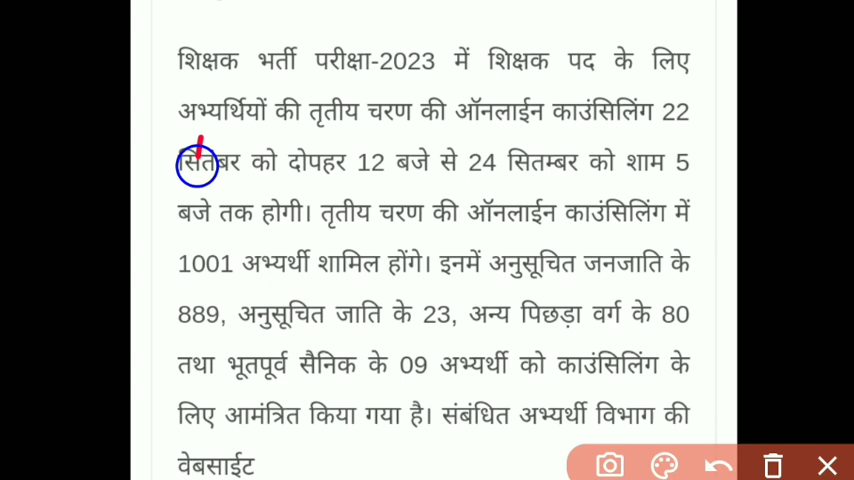 शिक्षक भर्ती परीक्षा-2023 में शिक्षक पद के लिए
अभ्यर्थियों की तृतीय चरण की ऑनलाईन काउंसिलिंग 22
सितंबर को दोपहर 12 बजे से 24 सितम्बर को शाम 5
बजे तक होगी। तृतीय चरण की ऑनलाईन काउंसिलिंग में
1001 अभ्यर्थी शामिल होंगे। इनमें अनुसूचित जनजाति के
889, अनुसूचित जाति के 23, अन्य पिछड़ा वर्ग के 80
तथा भूतपूर्व सैनिक के 09 अभ्यर्थी को काउंसिलिंग के
लिए आमंत्रित किया गया है। संबंधित अभ्यर्थी विभाग की
वेबसाईट